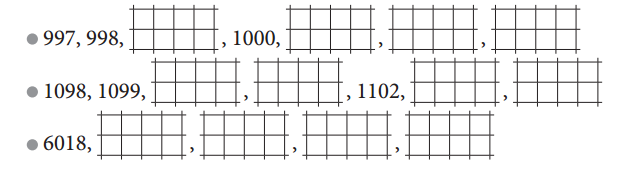 ● 997, 998, , 1000, , ,
● 1098, 1099, , , 1102, ,
● 6018, , , ,